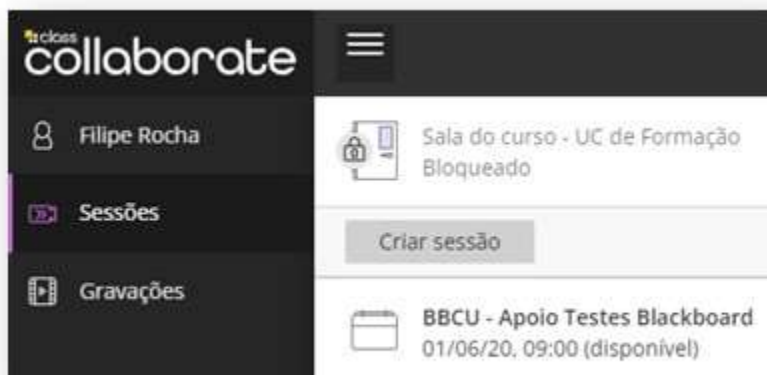 class
collaborate
Filipe Rocha
Sessões
Gravações
Sala do curso - UC de Formação
Bloqueado
Criar sessão
BBCU - Apoio Testes Blackboard
01/06/20, 09:00 (disponível)